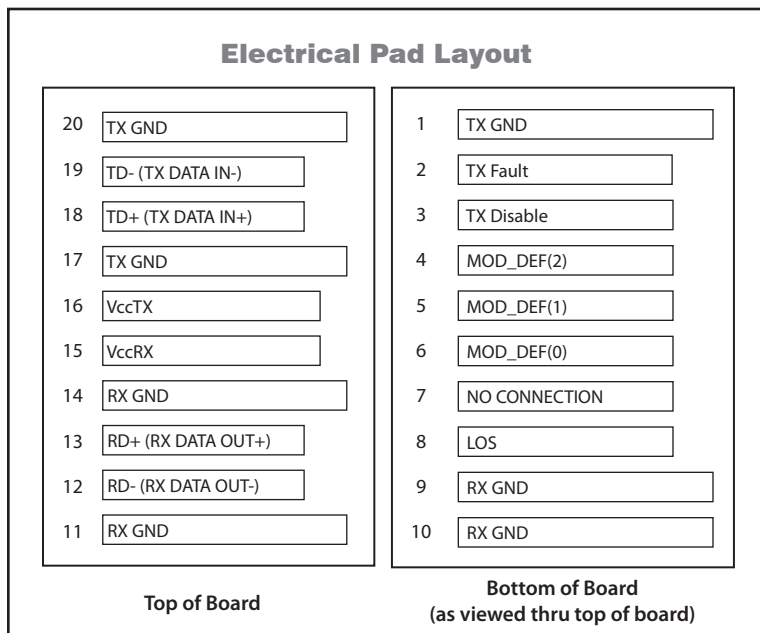 Electrical Pad Layout
20 TX GND
19 TD- (TX DATA IN-)
18 TD+ (TX DATA IN+)
17 TX GND
16 VccTX
15 VccRX
14 RX GND
13 RD+ (RX DATA OUT+)
12 RD- (RX DATA OUT-)
11 RX GND
Top of Board
1 TX GND
2 TX Fault
3 TX Disable
4 MOD_DEF(2)
5 MOD_DEF(1)
6 MOD_DEF(0)
7 NO CONNECTION
8 LOS
9 RX GND
10 RX GND
Bottom of Board
(as viewed thru top of board)